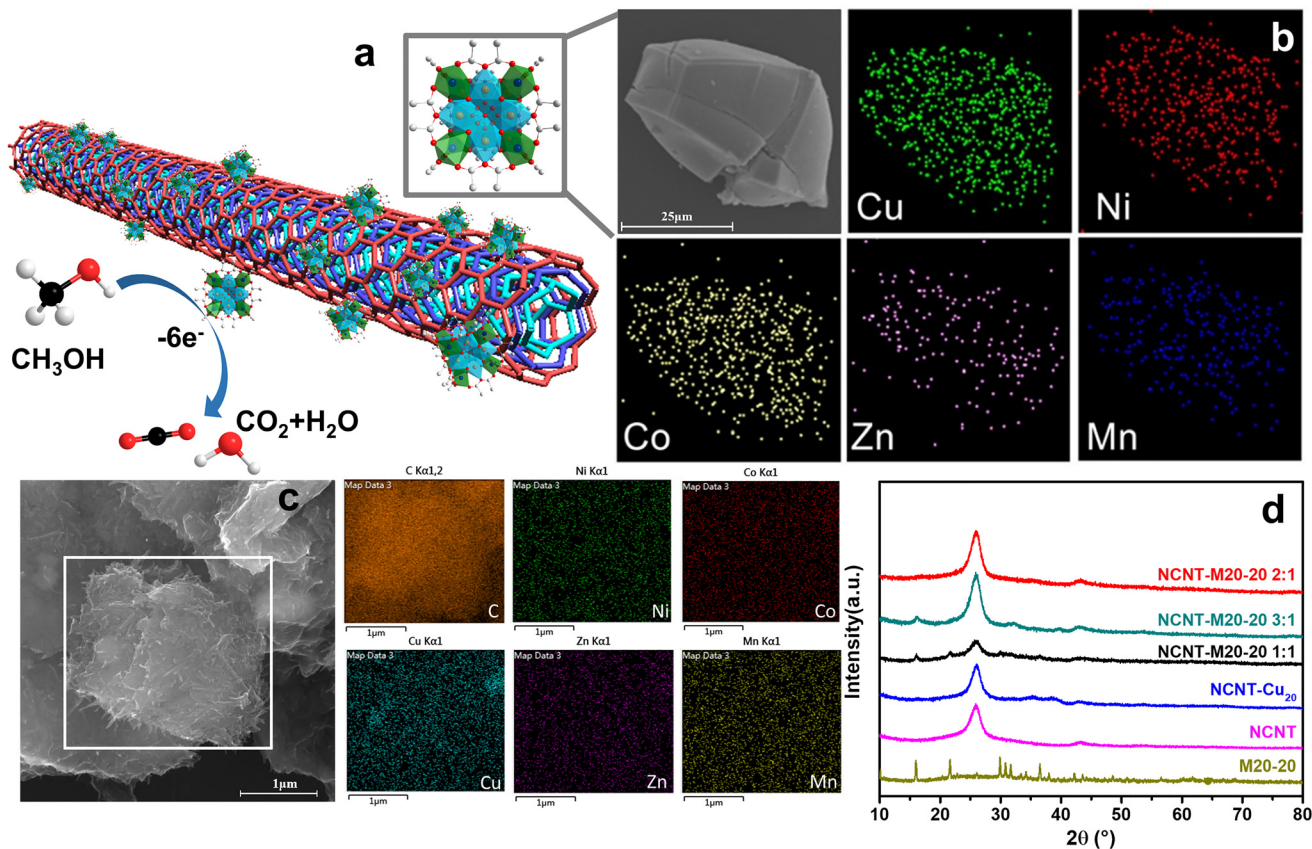 a
b
25μm
Cu
Ni
Co
Zn
Mn
CH₃OH
-6e⁻
CO₂+H₂O
c
1μm
C Kα1,2
Map Data 3
C
1μm
Ni Kα1
Map Data 3
Ni
1μm
Co Kα1
Map Data 3
Co
1μm
Cu Kα1
Map Data 3
Cu
1μm
Zn Kα1
Map Data 3
Zn
1μm
Mn Kα1
Map Data 3
Mn
1μm
d
Intensity(a.u.)
NCNT-M20-20 2:1
NCNT-M20-20 3:1
NCNT-M20-20 1:1
NCNT-Cu₂₀
NCNT
M20-20
10 20 30 40 50 60 70 80
2θ (°)